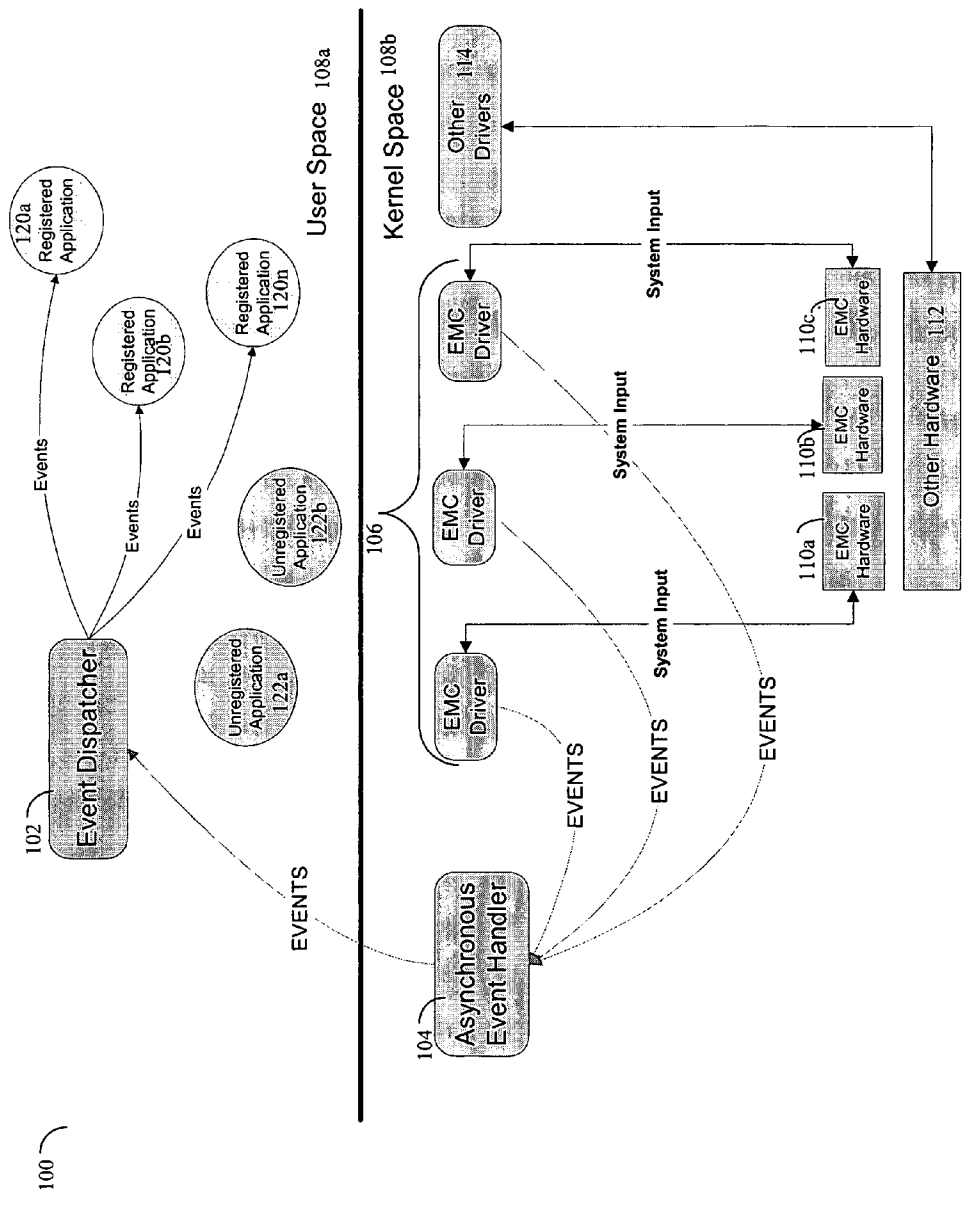 100
102
Event Dispatcher
Events
Events
Events
120a
Registered
Application
Registered
Application
120b
Registered
Application
120n
Unregistered
Application
122a
Unregistered
Application
122b
User Space 108a
Kernel Space 108b
EVENTS
104
Asynchronous
Event Handler
106
EMC
Driver
EMC
Driver
EMC
Driver
Other
Drivers
114
EVENTS
EVENTS
EVENTS
System Input
System Input
System Input
110a
EMC
Hardware
110b
EMC
Hardware
110c
EMC
Hardware
Other Hardware 112